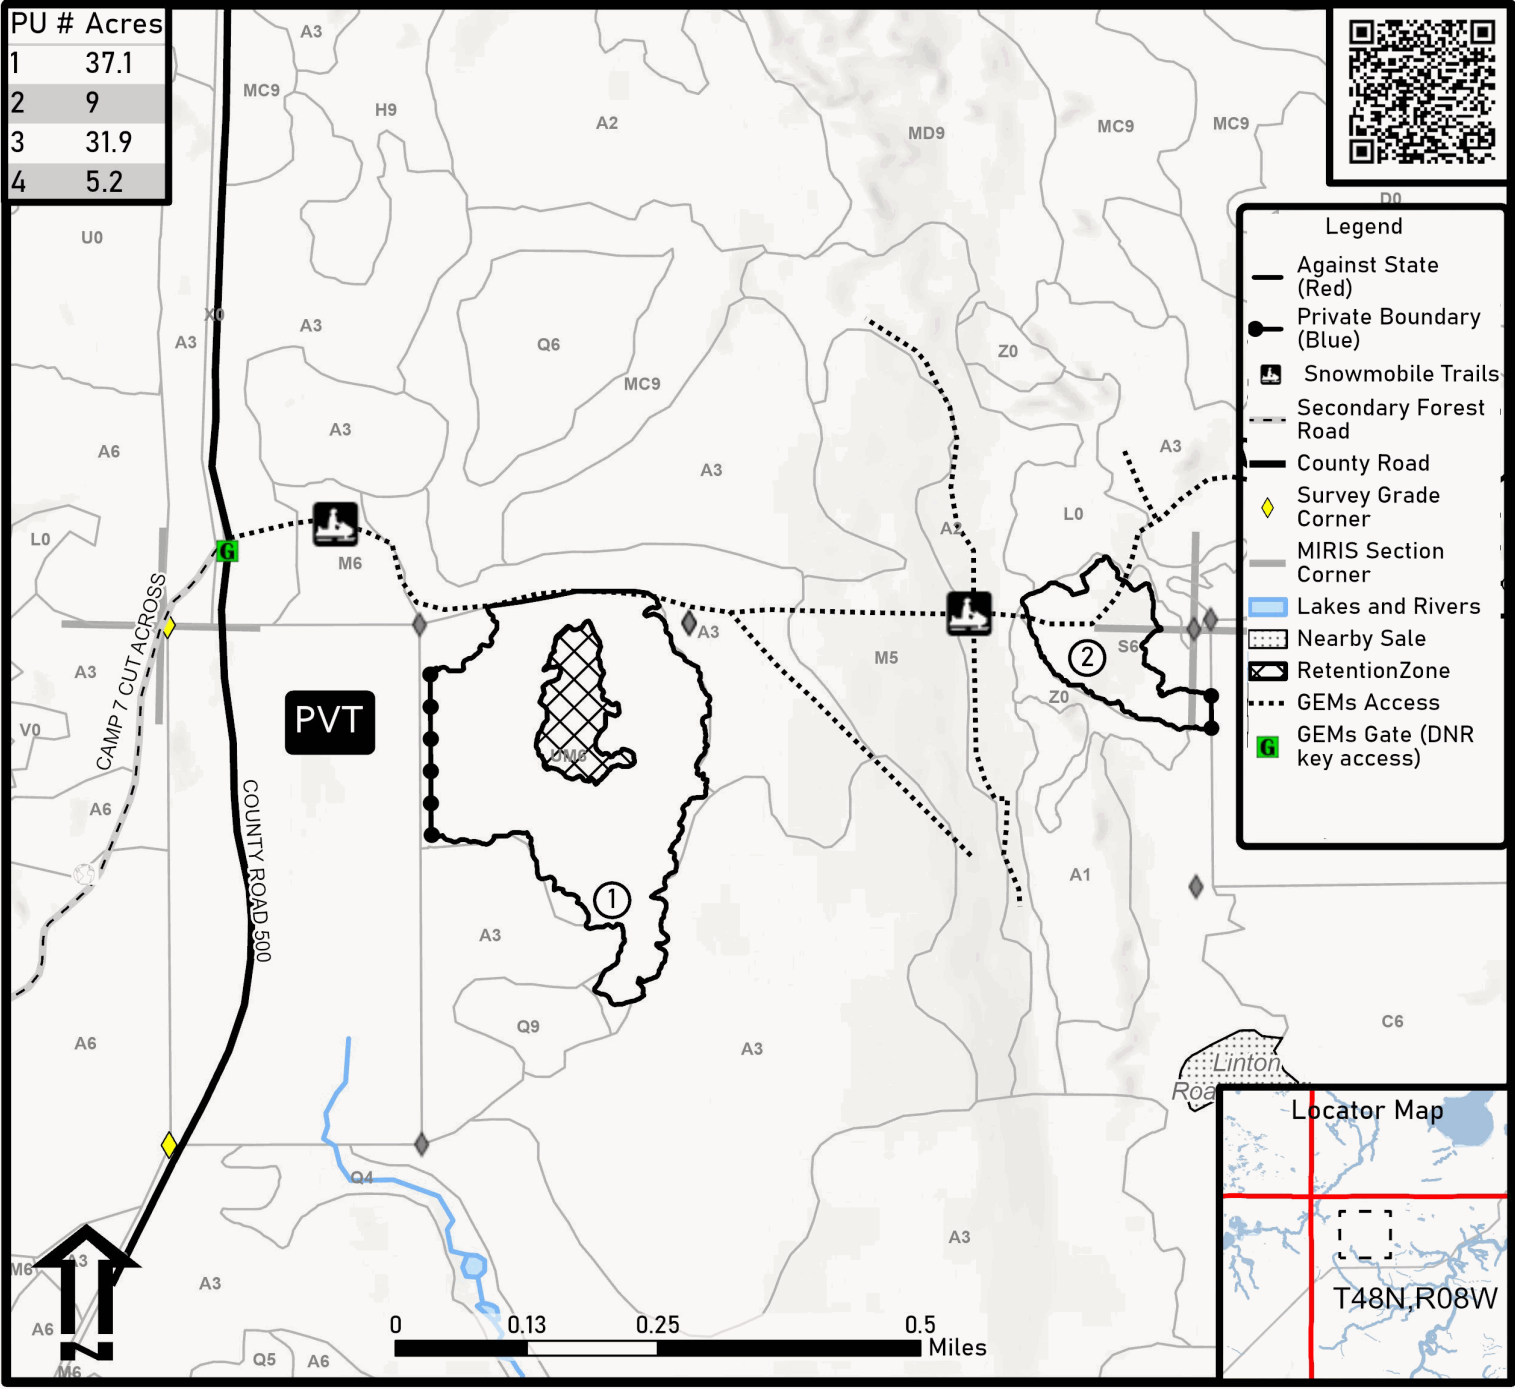 PU # Acres
1 37.1
2 9
3 31.9
4 5.2
A3
MC9
H9
A2
MD9
MC9
MC9
D0
U0
X0
A3
A3
Q6
MC9
Z0
A3
A6
A3
A3
L0
A2
L0
G
M6
A3
M5
S6
2
Z0
A3
CAMP 7 CUT ACROSS
PVT
V0
UM6
A6
COUNTY ROAD 500
1
A3
A1
Q9
A3
A6
C6
Linton
Roa
Q4
A3
A3
M6
A3
A6
M6
Q5
A6
N
0 0.13 0.25 0.5
Miles
Legend
Against State
(Red)
Private Boundary
(Blue)
Snowmobile Trails
Secondary Forest
Road
County Road
Survey Grade
Corner
MIRIS Section
Corner
Lakes and Rivers
Nearby Sale
RetentionZone
GEMs Access
G
GEMs Gate (DNR
key access)
Locator Map
T48N,R08W